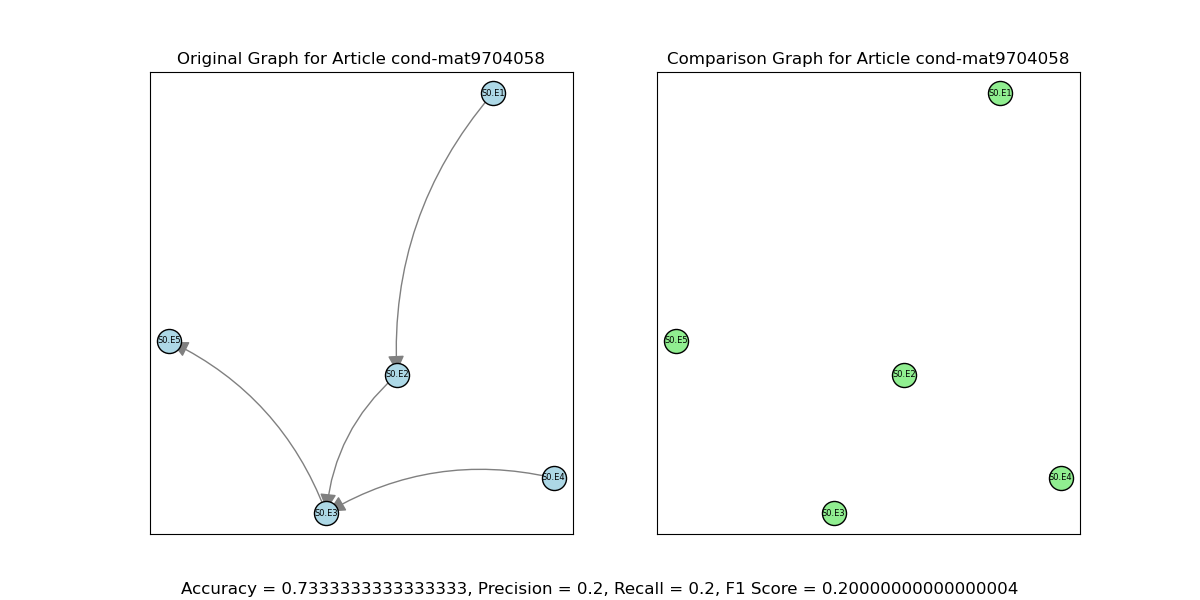 Original Graph for Article cond-mat9704058
Comparison Graph for Article cond-mat9704058
S0.E1
S0.E1
S0.E5
S0.E5
S0.E2
S0.E2
S0.E4
S0.E4
S0.E3
S0.E3
Accuracy = 0.7333333333333333, Precision = 0.2, Recall = 0.2, F1 Score = 0.20000000000000004